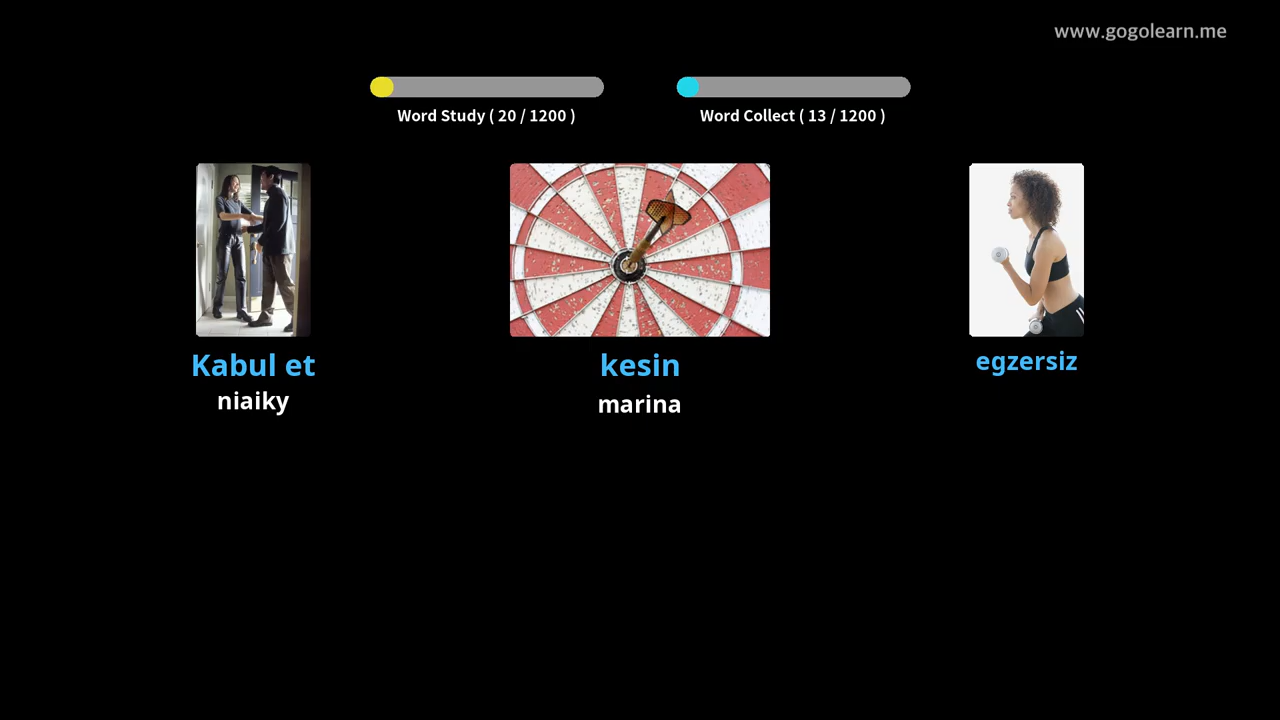 www.gogolearn.me
Word Study ( 20 / 1200 )
Word Collect ( 13 / 1200 )
Kabul et
niaiky
kesin
marina
egzersiz